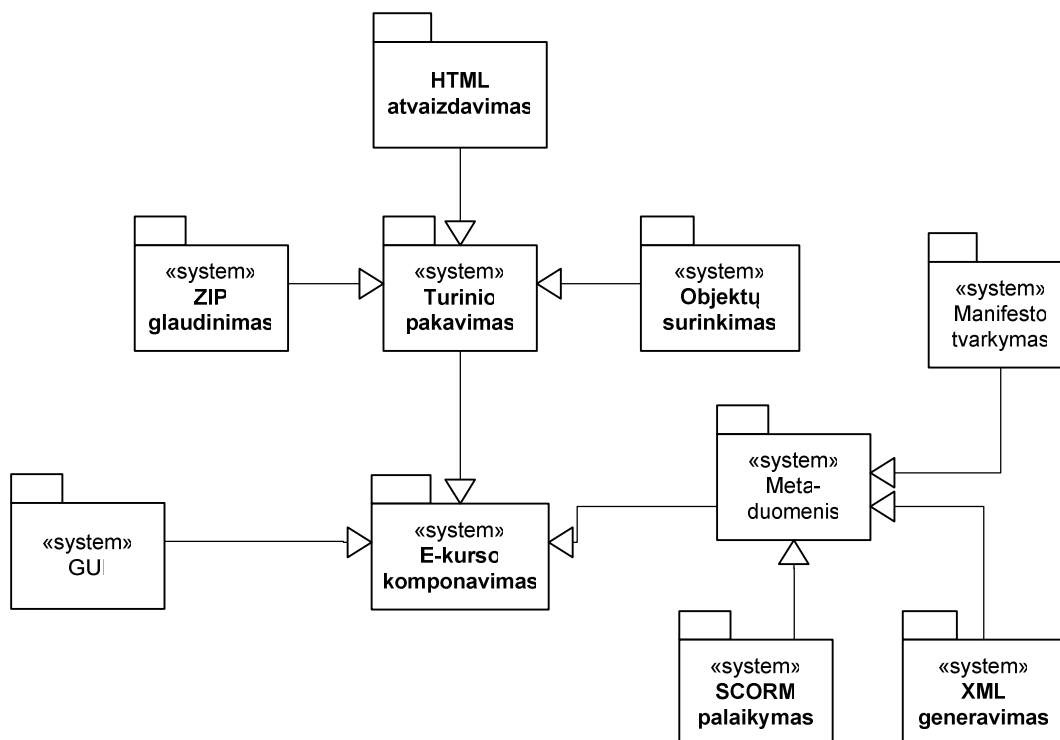 HTML
atvaizdavimas
«system»
ZIP
glaudinimas
«system»
Turinio
pakavimas
«system»
Objektų
surinkimas
«system»
Manifesto
tvarkymas
«system»
Meta-
duomenis
«system»
GUI
«system»
E-kurso
komponavimas
«system»
SCORM
palaikymas
«system»
XML
generavimas